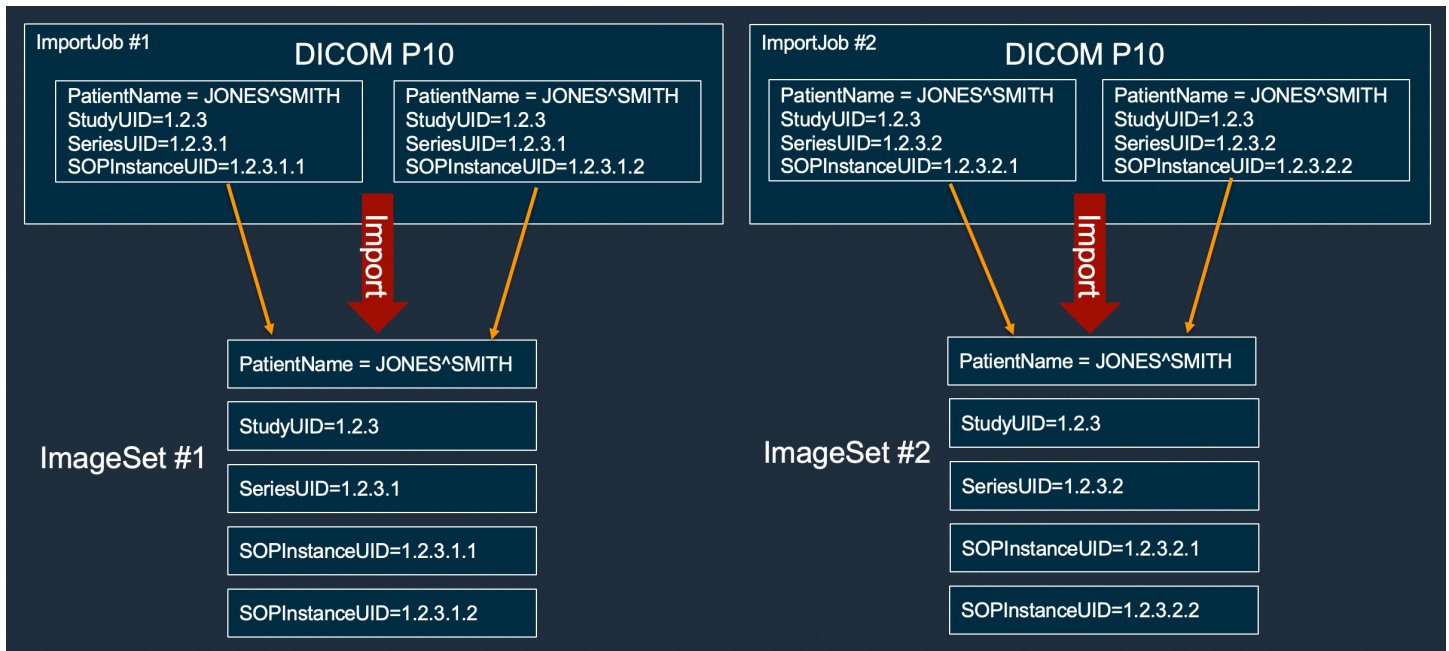 ImportJob #1
DICOM P10
PatientName = JONES^SMITH
StudyUID=1.2.3
SeriesUID=1.2.3.1
SOPInstanceUID=1.2.3.1.1
PatientName = JONES^SMITH
StudyUID=1.2.3
SeriesUID=1.2.3.1
SOPInstanceUID=1.2.3.1.2
Import
ImageSet #1
PatientName = JONES^SMITH
StudyUID=1.2.3
SeriesUID=1.2.3.1
SOPInstanceUID=1.2.3.1.1
SOPInstanceUID=1.2.3.1.2
ImportJob #2
DICOM P10
PatientName = JONES^SMITH
StudyUID=1.2.3
SeriesUID=1.2.3.2
SOPInstanceUID=1.2.3.2.1
PatientName = JONES^SMITH
StudyUID=1.2.3
SeriesUID=1.2.3.2
SOPInstanceUID=1.2.3.2.2
Import
ImageSet #2
PatientName = JONES^SMITH
StudyUID=1.2.3
SeriesUID=1.2.3.2
SOPInstanceUID=1.2.3.2.1
SOPInstanceUID=1.2.3.2.2